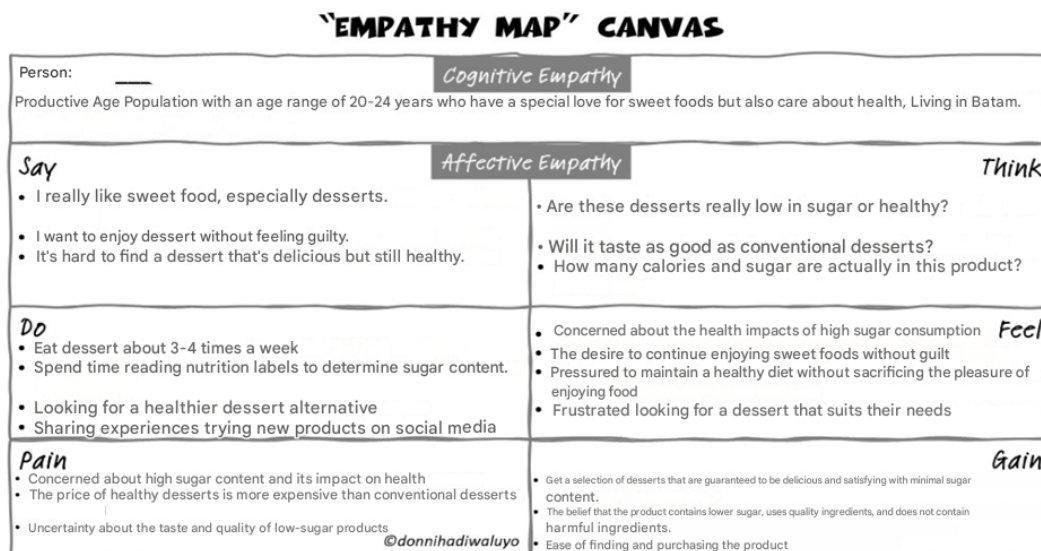 "EMPATHY MAP" CANVAS
Person:
Cognitive Empathy
Productive Age Population with an age range of 20-24 years who have a special love for sweet foods but also care about health, Living in Batam.
Say
Affective Empathy
Think
• I really like sweet food, especially desserts.
• I want to enjoy dessert without feeling guilty.
• It's hard to find a dessert that's delicious but still healthy.
• Are these desserts really low in sugar or healthy?
• Will it taste as good as conventional desserts?
• How many calories and sugar are actually in this product?
Do
• Eat dessert about 3-4 times a week
• Spend time reading nutrition labels to determine sugar content.
• Looking for a healthier dessert alternative
• Sharing experiences trying new products on social media
Feel
• Concerned about the health impacts of high sugar consumption
• The desire to continue enjoying sweet foods without guilt
• Pressured to maintain a healthy diet without sacrificing the pleasure of
enjoying food
• Frustrated looking for a dessert that suits their needs
Pain
• Concerned about high sugar content and its impact on health
• The price of healthy desserts is more expensive than conventional desserts
• Uncertainty about the taste and quality of low-sugar products
©donnihadiwaluyo
Gain
• Get a selection of desserts that are guaranteed to be delicious and satisfying with minimal sugar
content.
• The belief that the product contains lower sugar, uses quality ingredients, and does not contain
harmful ingredients.
• Ease of finding and purchasing the product